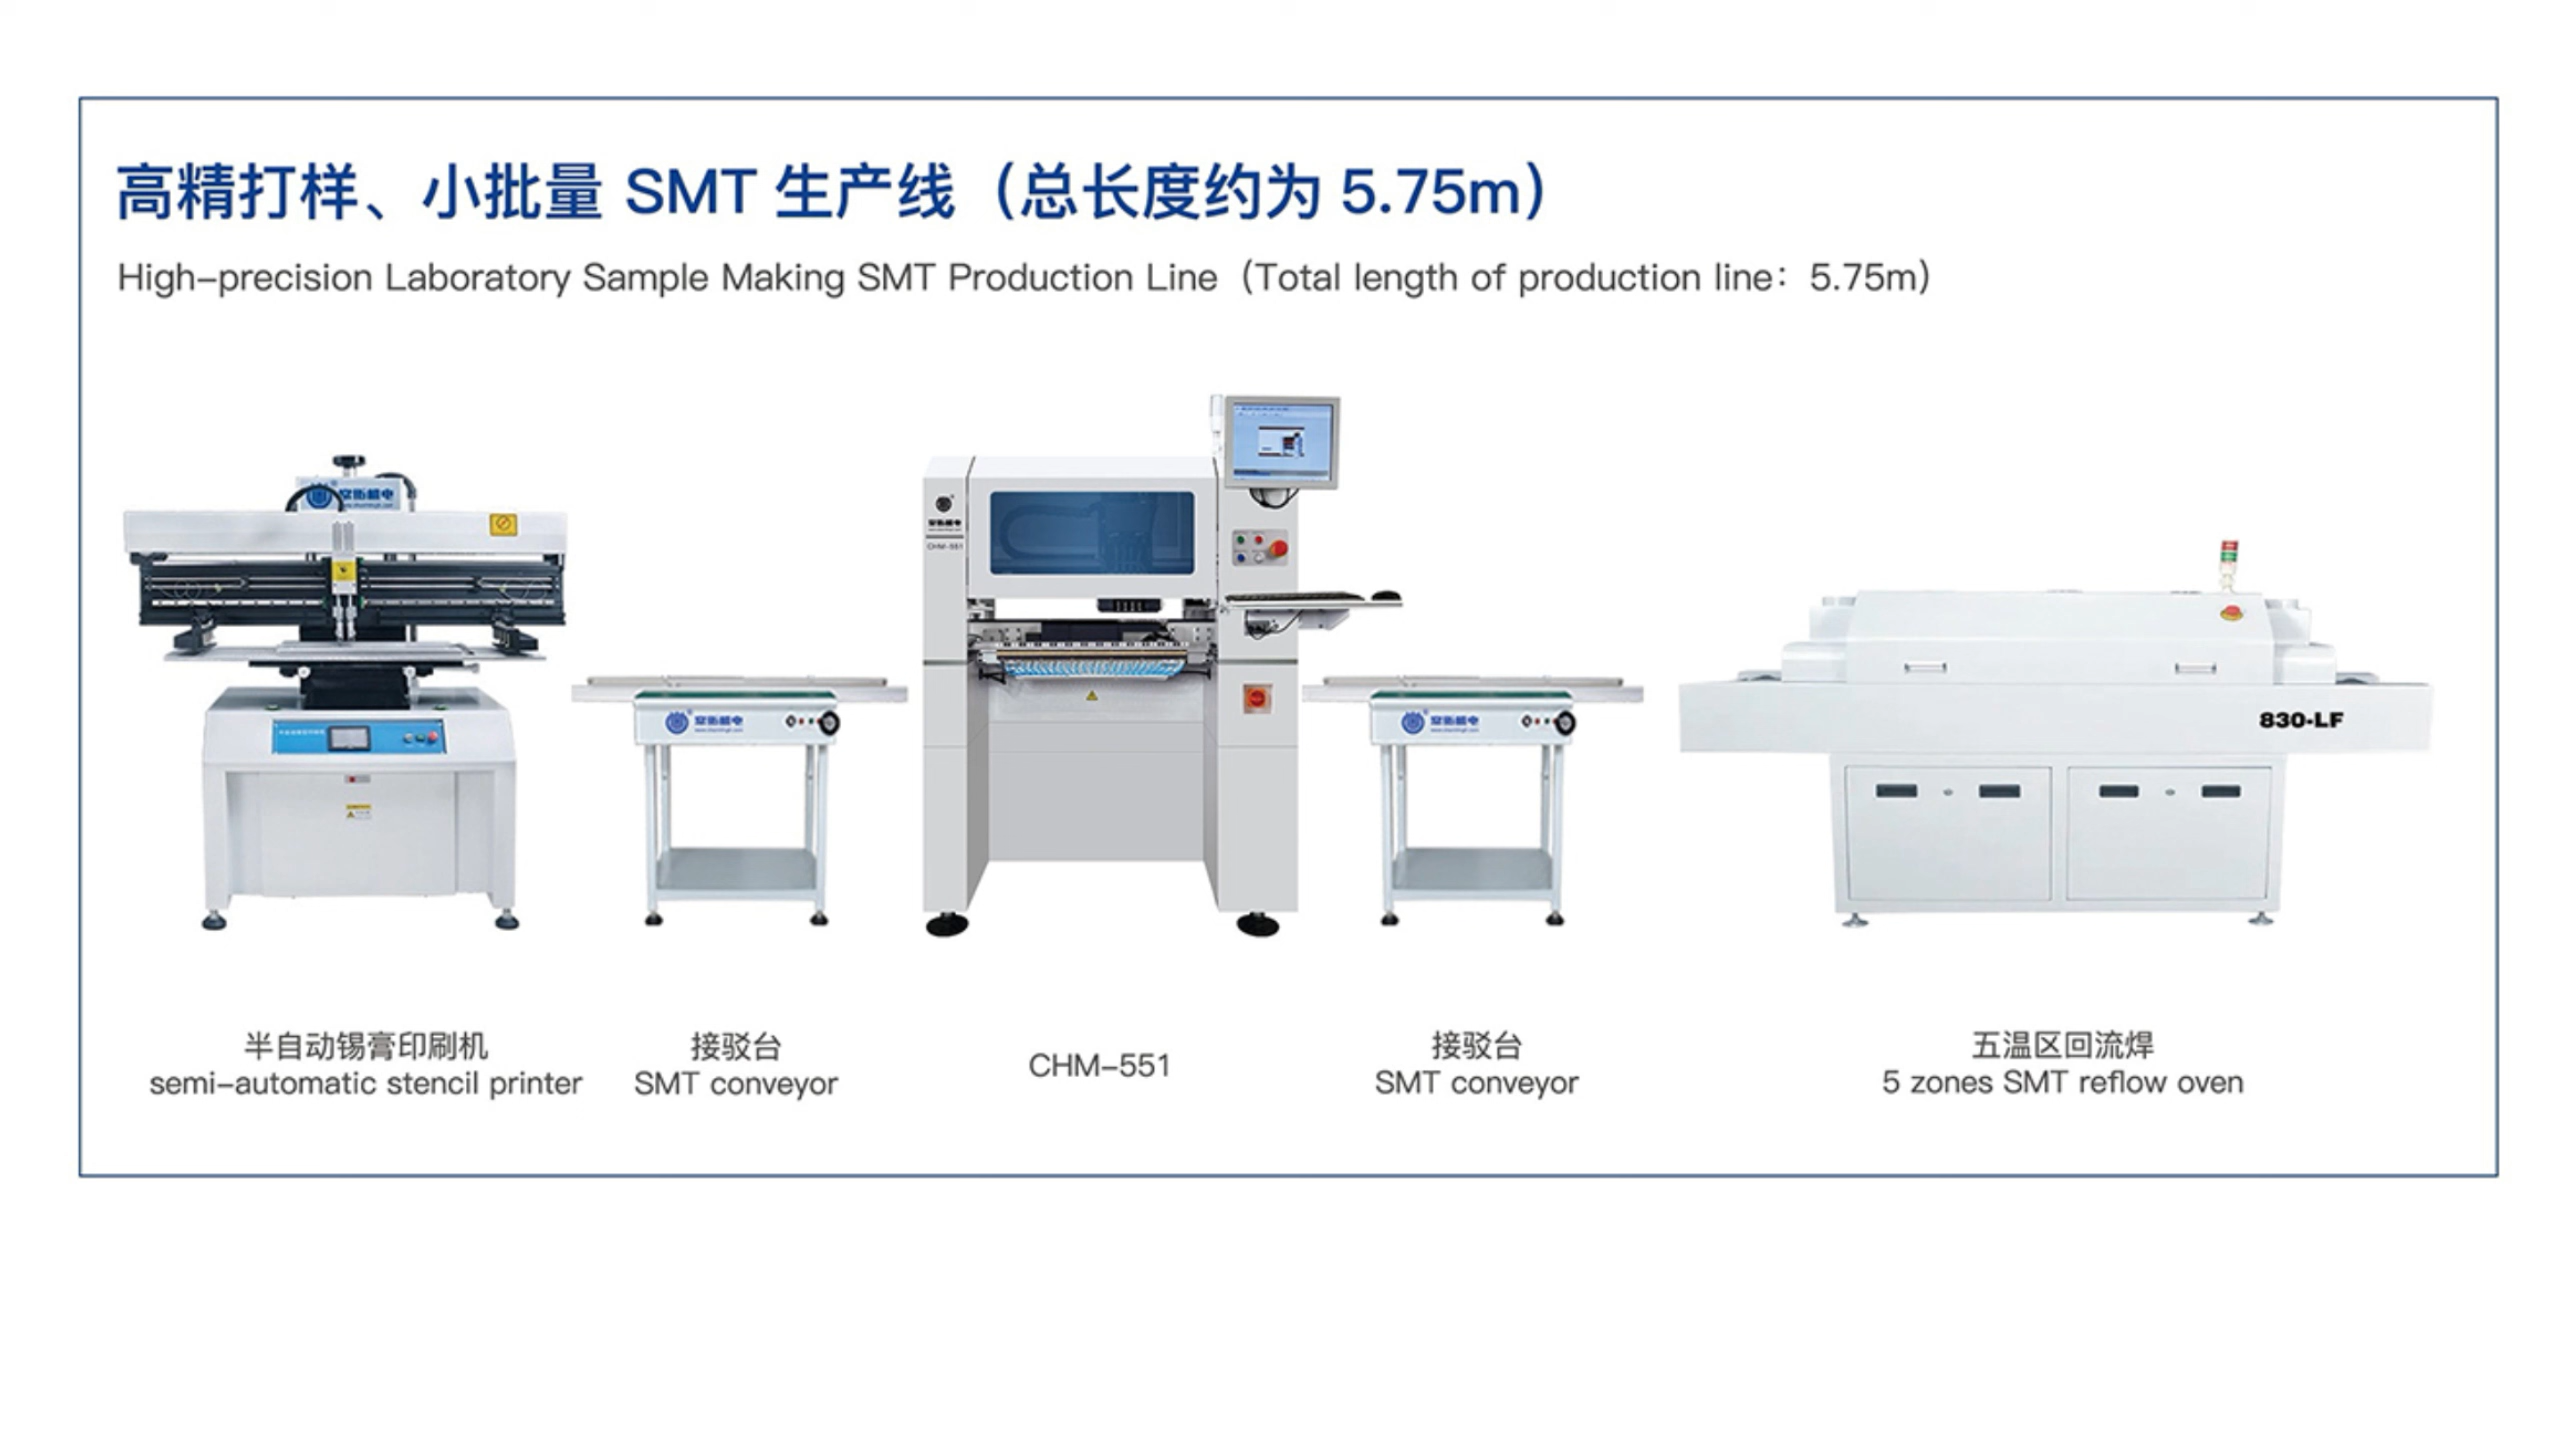 高精打样、小批量 SMT 生产线（总长度约为 5.75m）
High-precision Laboratory Sample Making SMT Production Line（Total length of production line：5.75m）
CHM-551
830-LF
半自动锡膏印刷机
semi-automatic stencil printer
接驳台
SMT conveyor
CHM-551
接驳台
SMT conveyor
五温区回流焊
5 zones SMT reflow oven